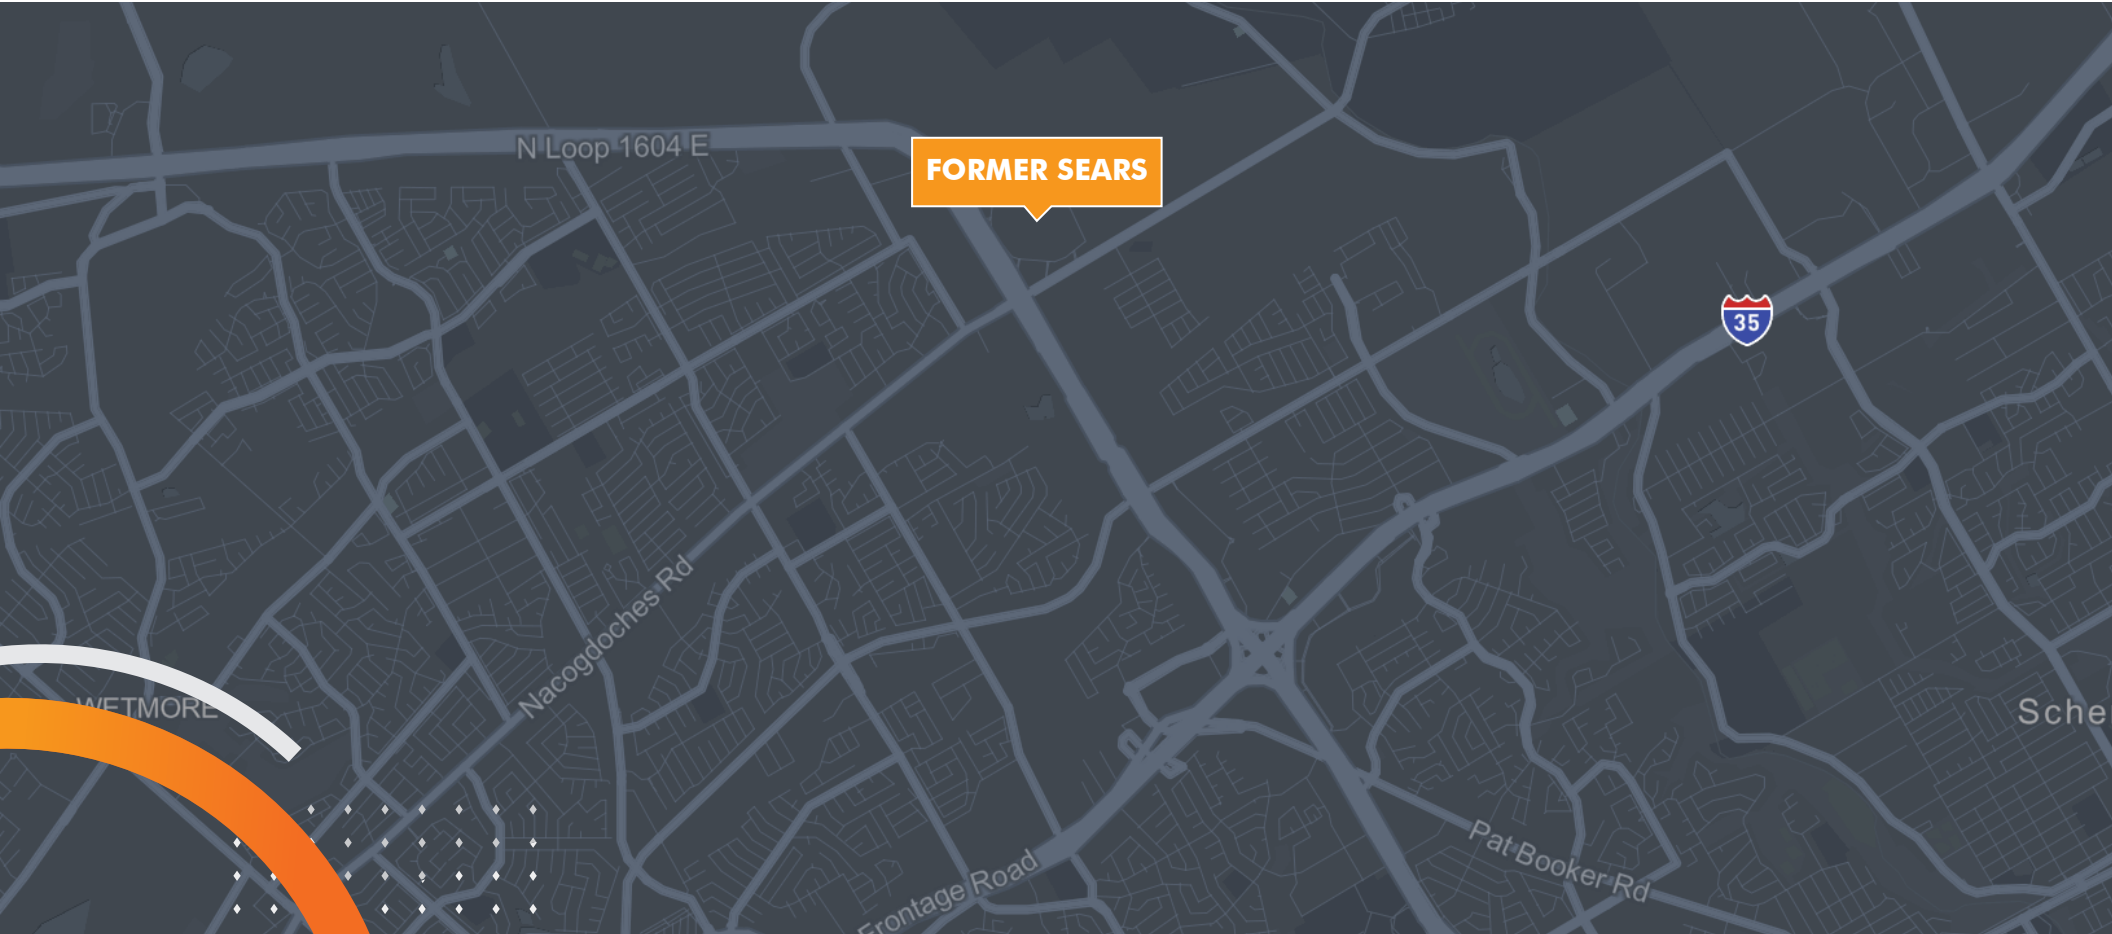 N Loop 1604 E
FORMER SEARS
35
Nacogdoches Rd
WETMORE
Sche
Pat Booker Rd
Frontage Road